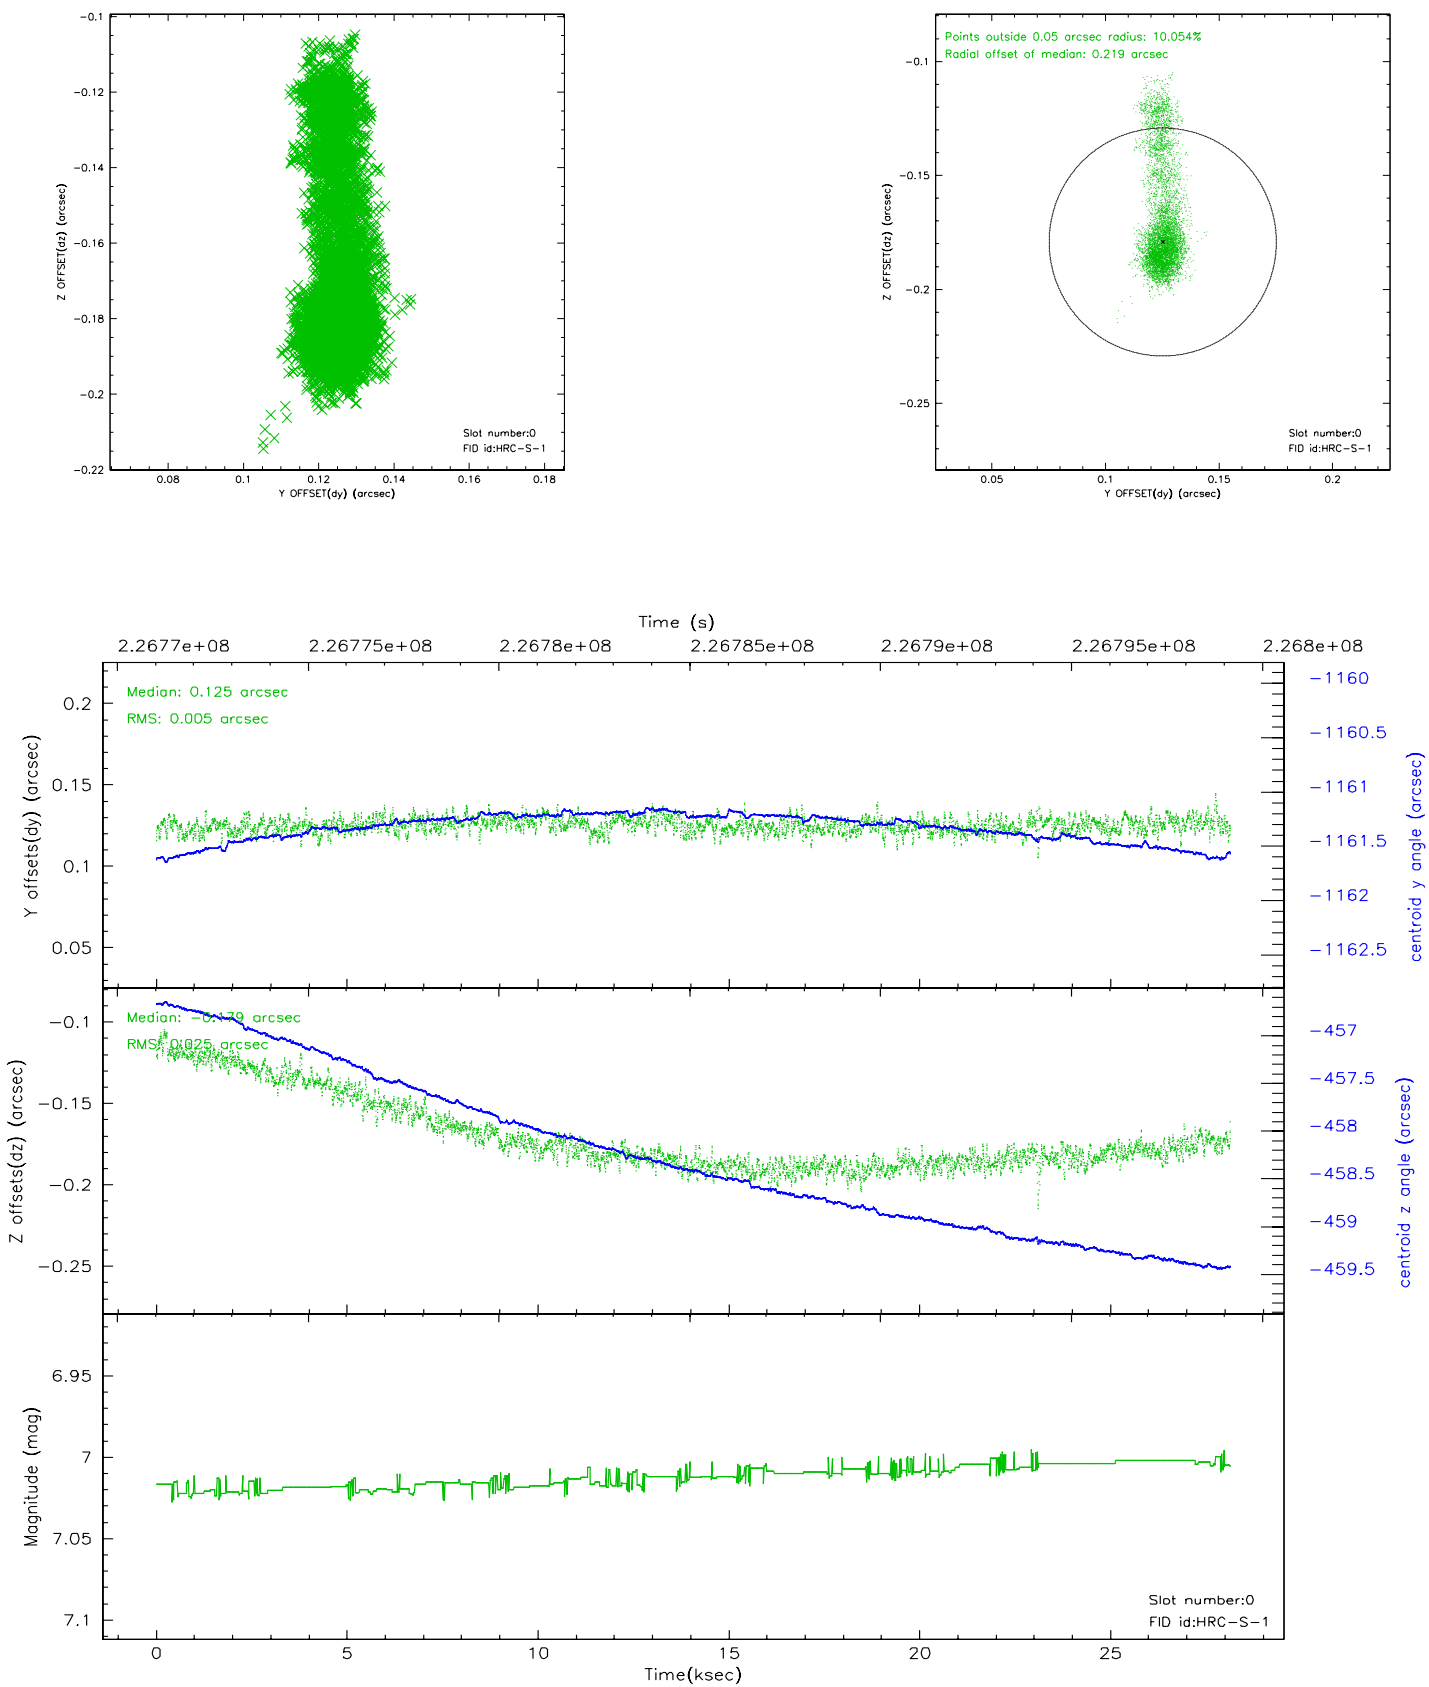 -0.1
-0.12
-0.14
-0.16
-0.18
-0.2
-0.22
Z OFFSET(dz) (arcsec)
0.08
0.1
0.12
0.14
0.16
0.18
Y OFFSET(dy) (arcsec)
Slot number:0
FID id:HRC-S-1
Points outside 0.05 arcsec radius: 10.054%
Radial offset of median: 0.219 arcsec
-0.1
-0.15
-0.2
-0.25
Z OFFSET(dz) (arcsec)
0.05
0.1
0.15
0.2
Y OFFSET(dy) (arcsec)
Slot number:0
FID id:HRC-S-1
Time (s)
2.2677e+08
2.26775e+08
2.2678e+08
2.26785e+08
2.2679e+08
2.26795e+08
2.268e+08
Median: 0.125 arcsec
RMS: 0.005 arcsec
0.2
0.15
0.1
0.05
Y offsets(dy) (arcsec)
-1160
-1160.5
-1161
-1161.5
-1162
-1162.5
centroid y angle (arcsec)
Median: -0.179 arcsec
RMS: 0.025 arcsec
-0.1
-0.15
-0.2
-0.25
Z offsets(dz) (arcsec)
-457
-457.5
-458
-458.5
-459
-459.5
centroid z angle (arcsec)
6.95
7
7.05
7.1
Magnitude (mag)
Slot number:0
FID id:HRC-S-1
0
5
10
15
20
25
Time(ksec)